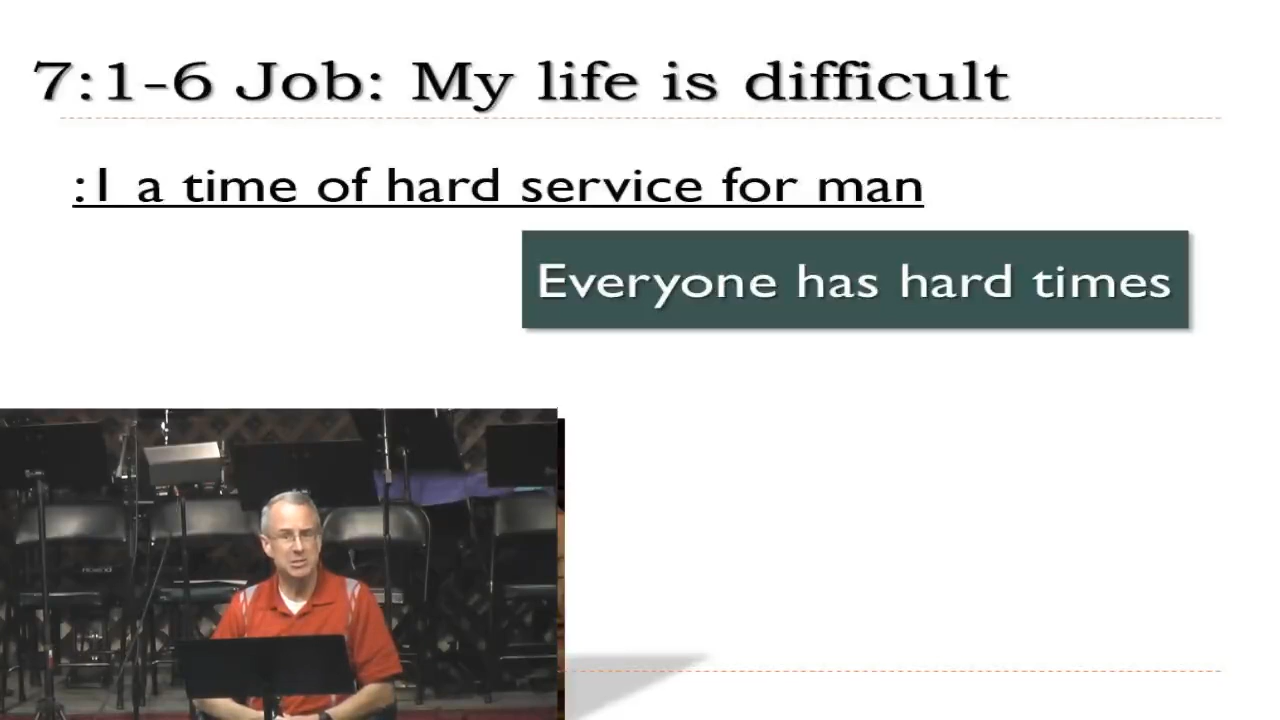 7:1-6 Job: My life is difficult
:1 a time of hard service for man
Everyone has hard times